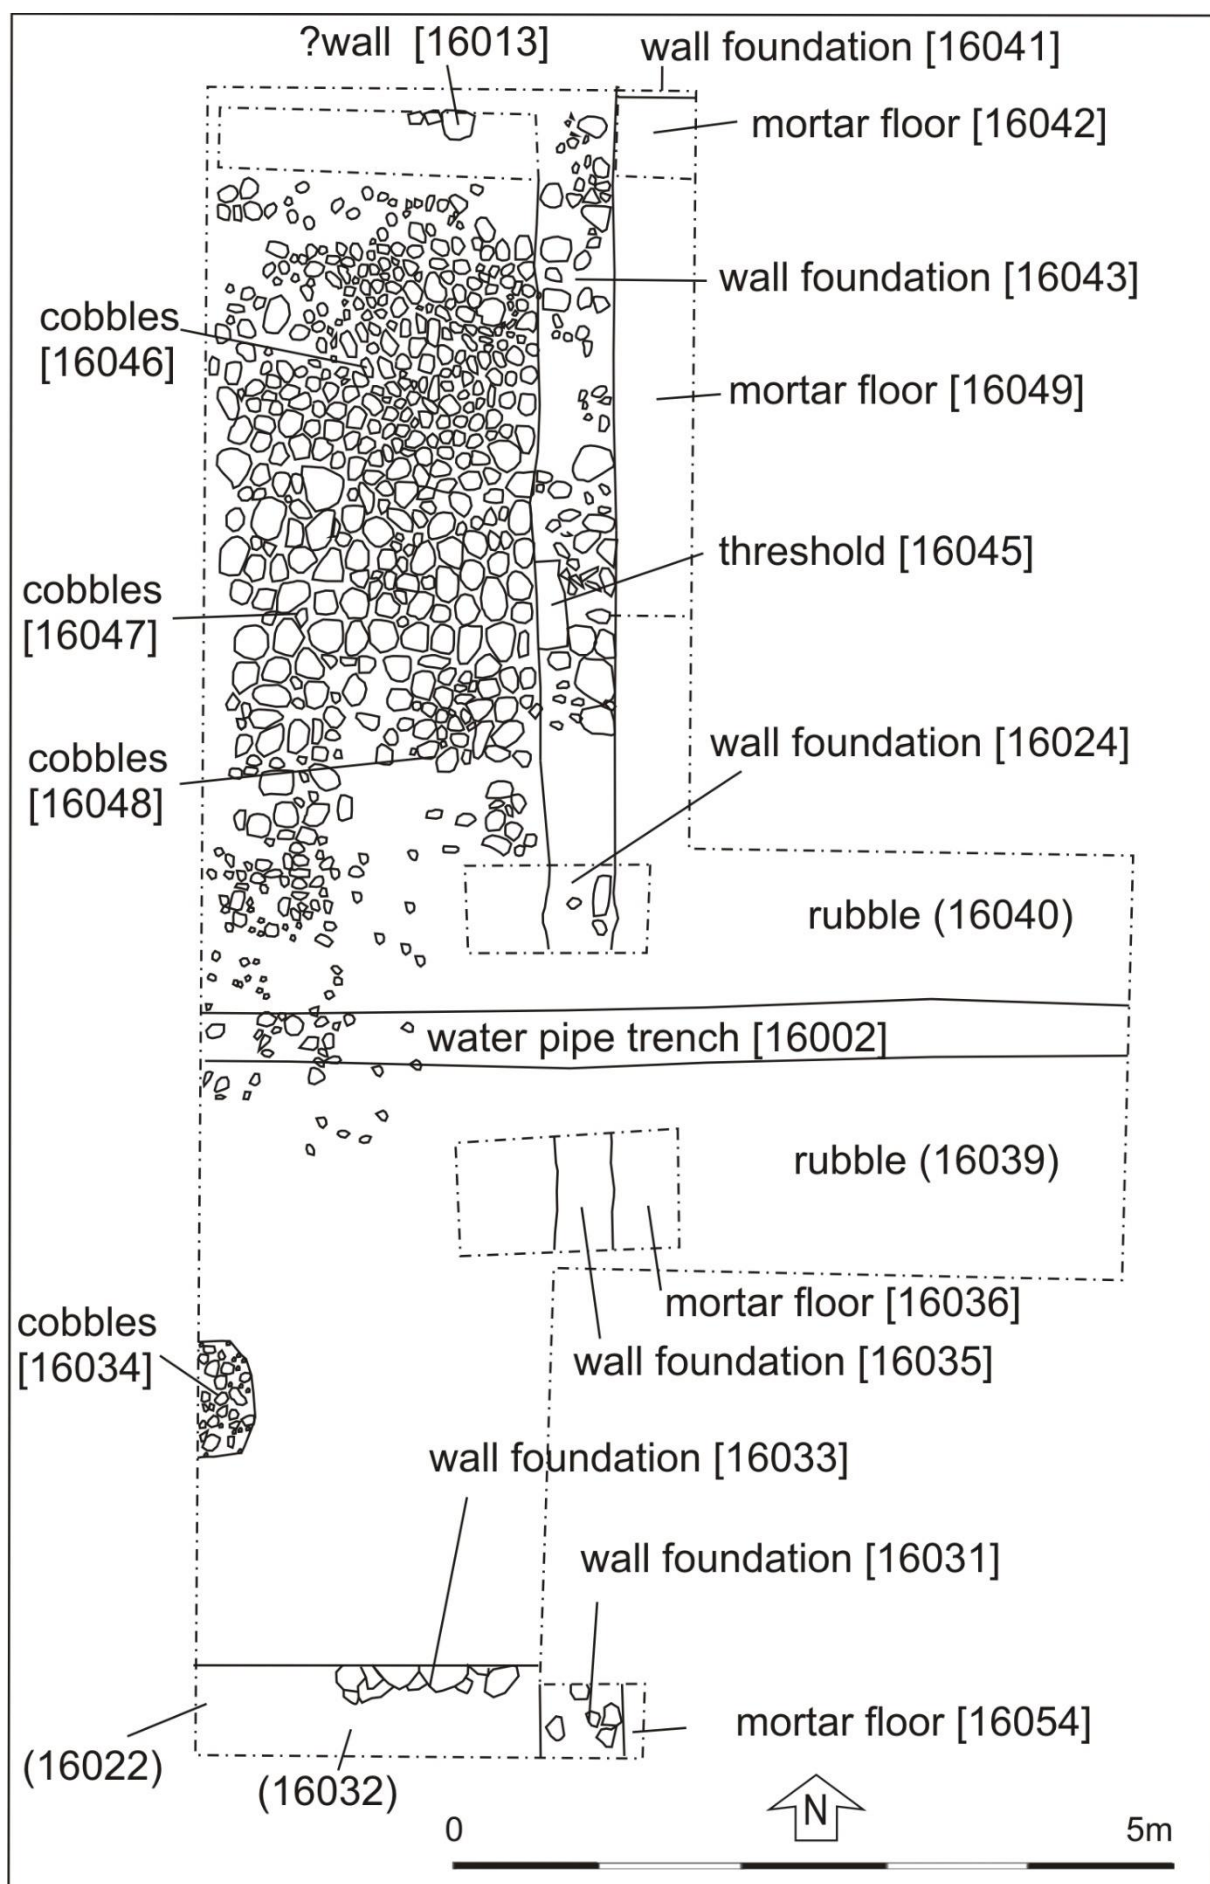 ?wall [16013]
wall foundation [16041]
mortar floor [16042]
wall foundation [16043]
cobbles
[16046]
mortar floor [16049]
threshold [16045]
cobbles
[16047]
wall foundation [16024]
cobbles
[16048]
rubble (16040)
water pipe trench [16002]
rubble (16039)
mortar floor [16036]
cobbles
[16034]
wall foundation [16035]
wall foundation [16033]
wall foundation [16031]
mortar floor [16054]
(16022)
(16032)
N
0
5m